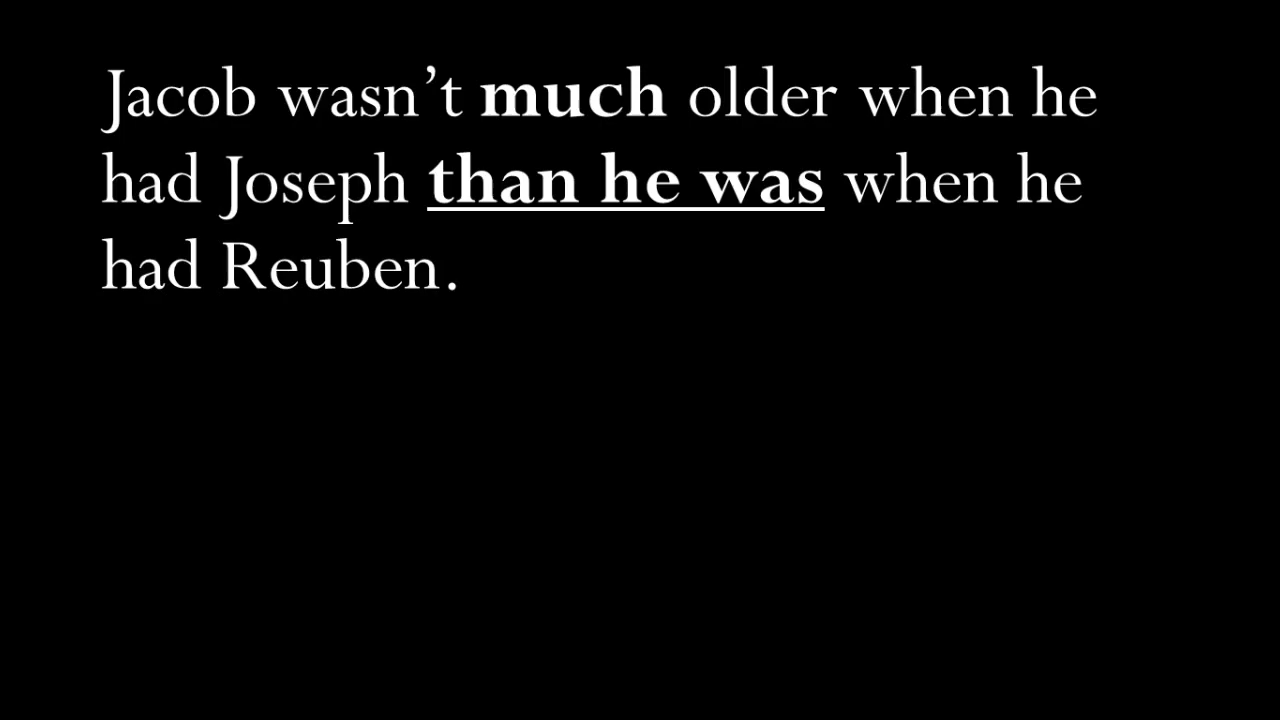 Jacob wasn’t much older when he
had Joseph than he was when he
had Reuben.